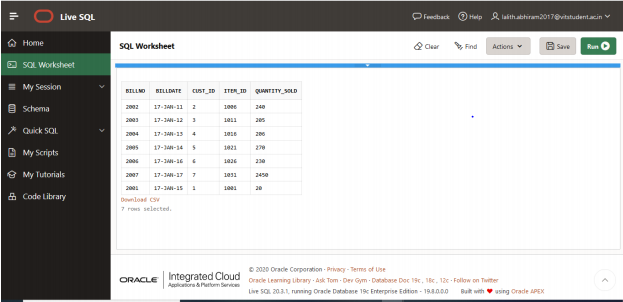 Live SQL
Feedback
Help
lalith.abhiram2017@vitstudent.ac.in
Home
SQL Worksheet
My Session
Schema
Quick SQL
My Scripts
My Tutorials
Code Library
SQL Worksheet
Clear
Find
Actions
Save
Run
BILLNO BILLDATE CUST_ID ITEM_ID QUANTITY_SOLD
2002 17-JAN-11 2 1006 240
2003 17-JAN-12 3 1011 205
2004 17-JAN-13 4 1016 206
2005 17-JAN-14 5 1021 270
2006 17-JAN-16 6 1026 230
2007 17-JAN-17 7 1031 2450
2001 17-JAN-15 1 1001 20
Download CSV
7 rows selected.
ORACLE Integrated Cloud
Applications & Platform Services
© 2020 Oracle Corporation · Privacy · Terms of Use
Oracle Learning Library · Ask Tom · Dev Gym · Database Doc 19c, 18c, 12c · Follow on Twitter
Live SQL 20.3.1, running Oracle Database 19c Enterprise Edition - 19.8.0.0.0 Built with ❤ using Oracle APEX